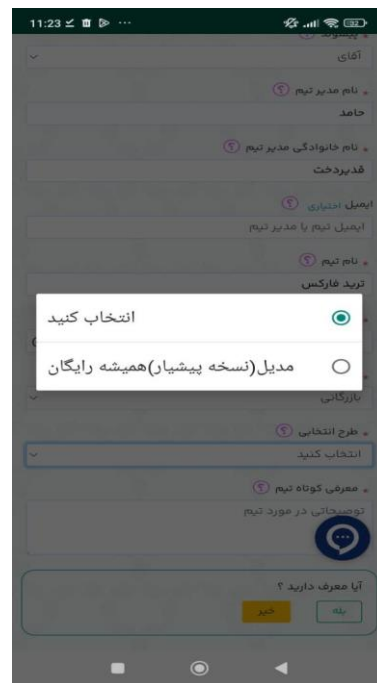 11:23
پیشوند
آقای
* نام مدیر تیم ؟
حامد
* نام خانوادگی مدیر تیم ؟
قدیردخت
ایمیل اختیاری ؟
ایمیل تیم یا مدیر تیم
* نام تیم ؟
ترید فارکس
انتخاب کنید
مدیل(نسخه پیشیار)همیشه رایگان
بازرگانی
* طرح انتخابی ؟
انتخاب کنید
* معرفی کوتاه تیم ؟
توضیحاتی در مورد تیم
آیا معرف دارید ؟
بله
خیر